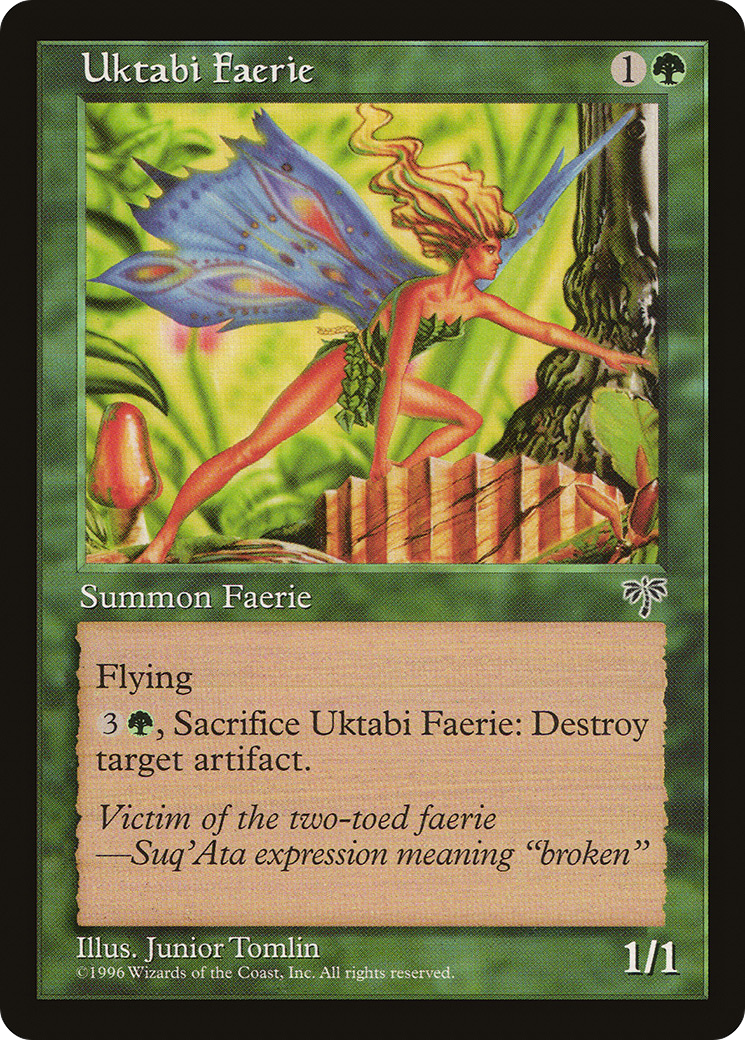 Uktabi Faerie
1
Summon Faerie
Flying
3, Sacrifice Uktabi Faerie: Destroy
target artifact.
Victim of the two-toed faerie
—Suq'Ata expression meaning “broken”
Illus. Junior Tomlin
©1996 Wizards of the Coast, Inc. All rights reserved.
1/1